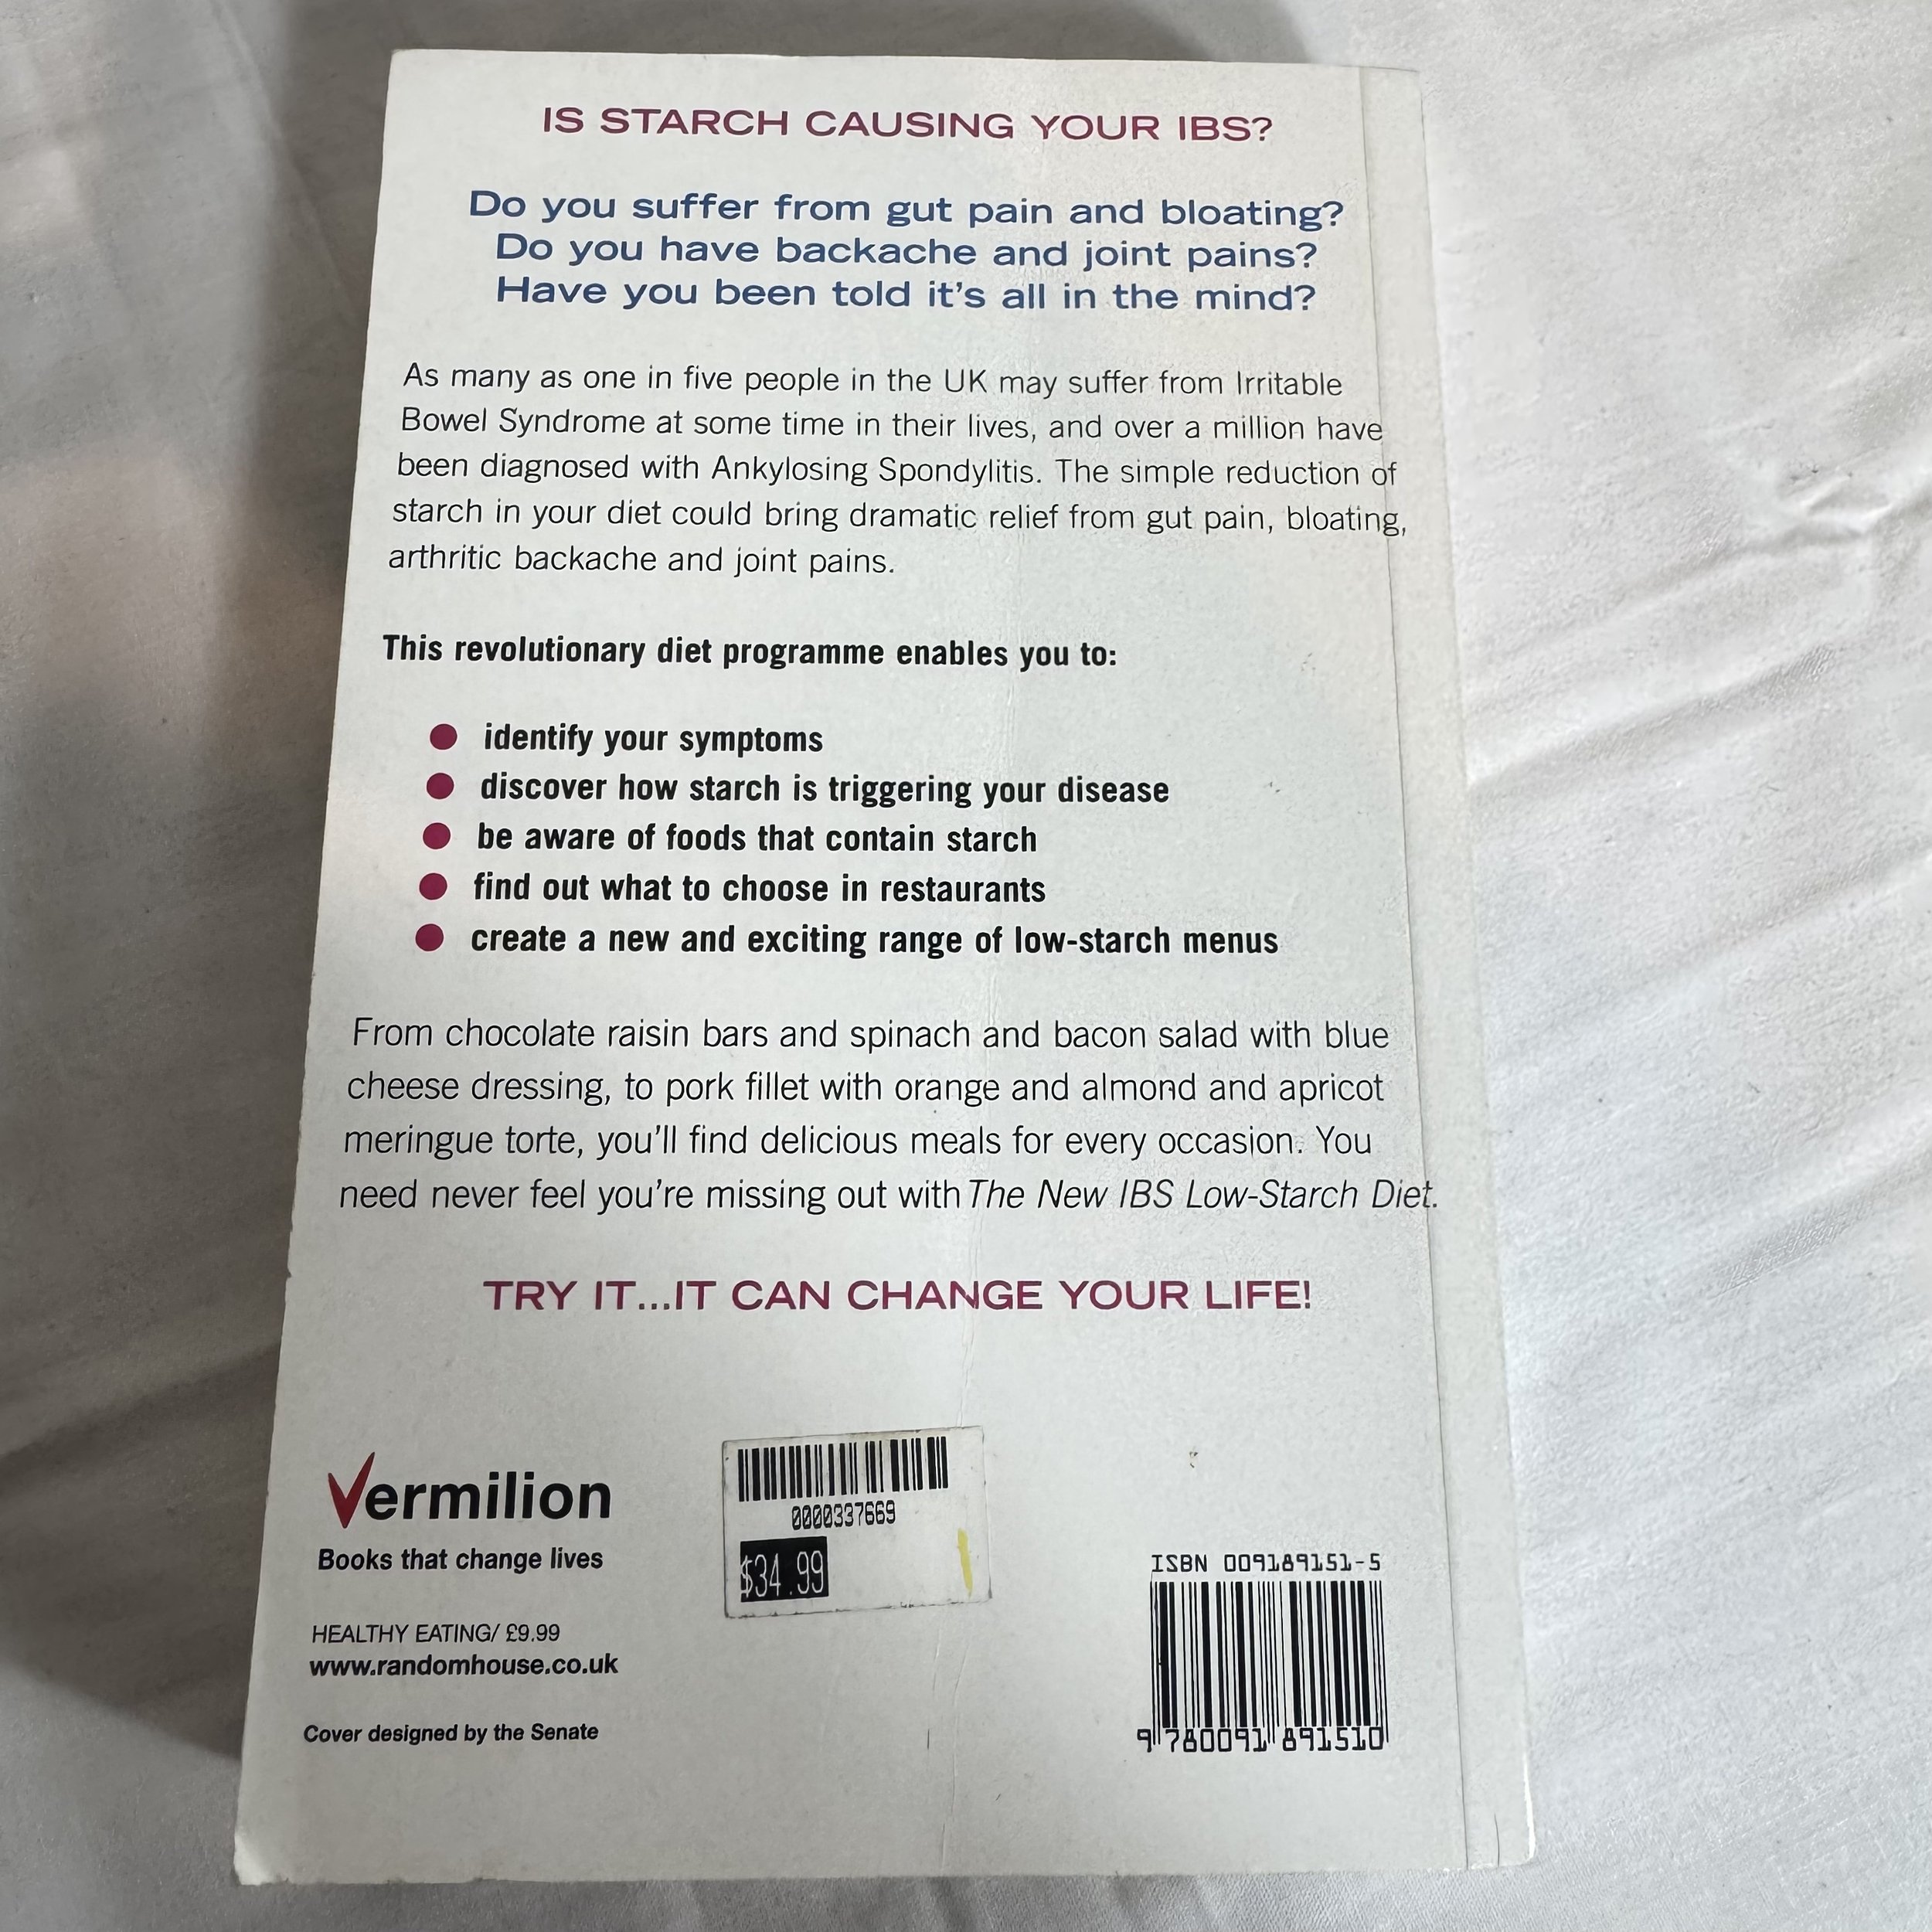 IS STARCH CAUSING YOUR IBS?
Do you suffer from gut pain and bloating?
Do you have backache and joint pains?
Have you been told it's all in the mind?
As many as one in five people in the UK may suffer from Irritable
Bowel Syndrome at some time in their lives, and over a million have
been diagnosed with Ankylosing Spondylitis. The simple reduction of
starch in your diet could bring dramatic relief from gut pain, bloating,
arthritic backache and joint pains.
This revolutionary diet programme enables you to:
● identify your symptoms
● discover how starch is triggering your disease
● be aware of foods that contain starch
● find out what to choose in restaurants
● create a new and exciting range of low-starch menus
From chocolate raisin bars and spinach and bacon salad with blue
cheese dressing, to pork fillet with orange and almond and apricot
meringue torte, you'll find delicious meals for every occasion. You
need never feel you're missing out with The New IBS Low-Starch Diet.
TRY IT...IT CAN CHANGE YOUR LIFE!
Vermilion
Books that change lives
HEALTHY EATING/ £9.99
www.randomhouse.co.uk
Cover designed by the Senate
0000337669
$34.99
ISBN 009189151-5
9 780091 891510